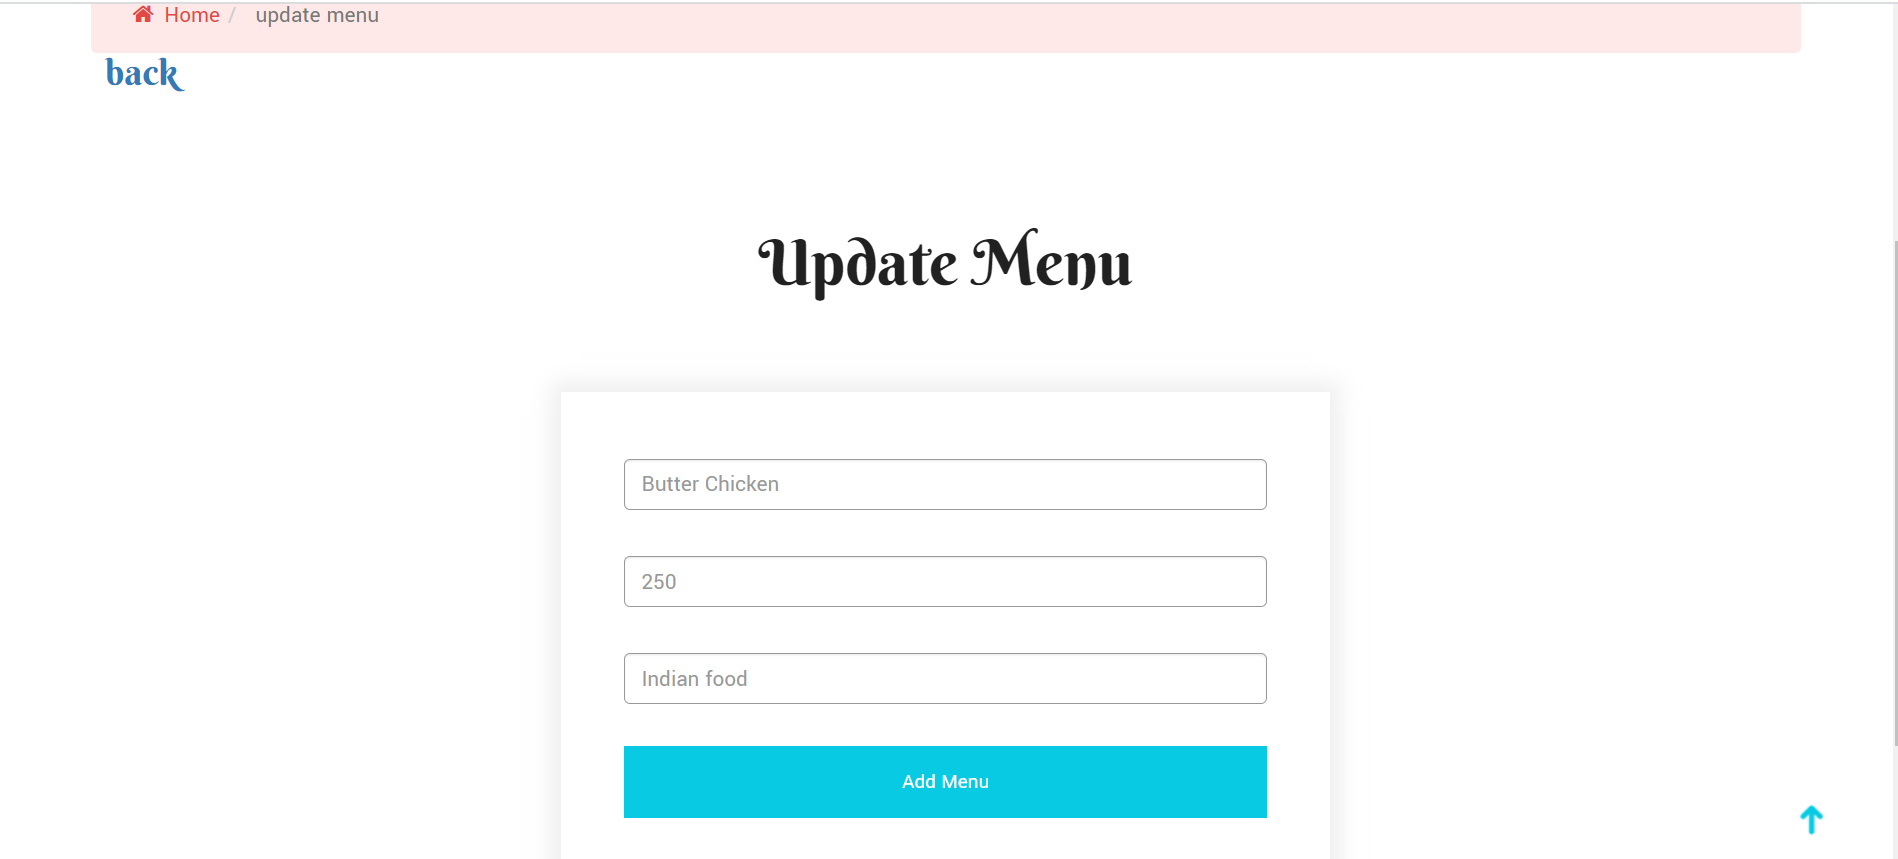 Home / update menu
back
Update Menu
Butter Chicken
250
Indian food
Add Menu